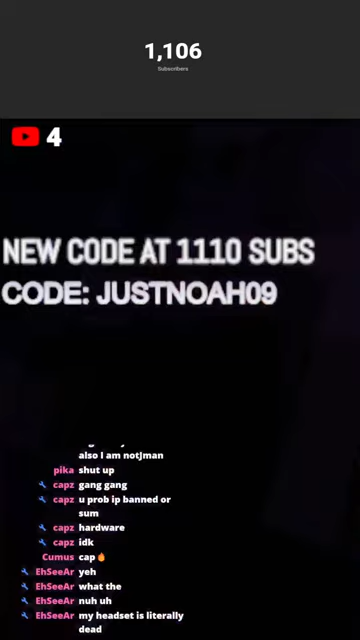 1,106
Subscribers
4
NEW CODE AT 1110 SUBS
CODE: JUSTNOAH09
also I am notJman
pika shut up
capz gang gang
capz u prob ip banned or
sum
capz hardware
capz idk
Cumus cap🔥
EhSeeAr yeh
EhSeeAr what the
EhSeeAr nuh uh
EhSeeAr my headset is literally
dead